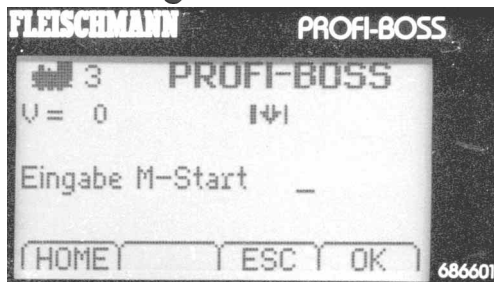 FLEISCHMANN PROFI-BOSS
3 PROFI-BOSS
V = 0
Eingabe M-Start _
HOME ESC OK
686601